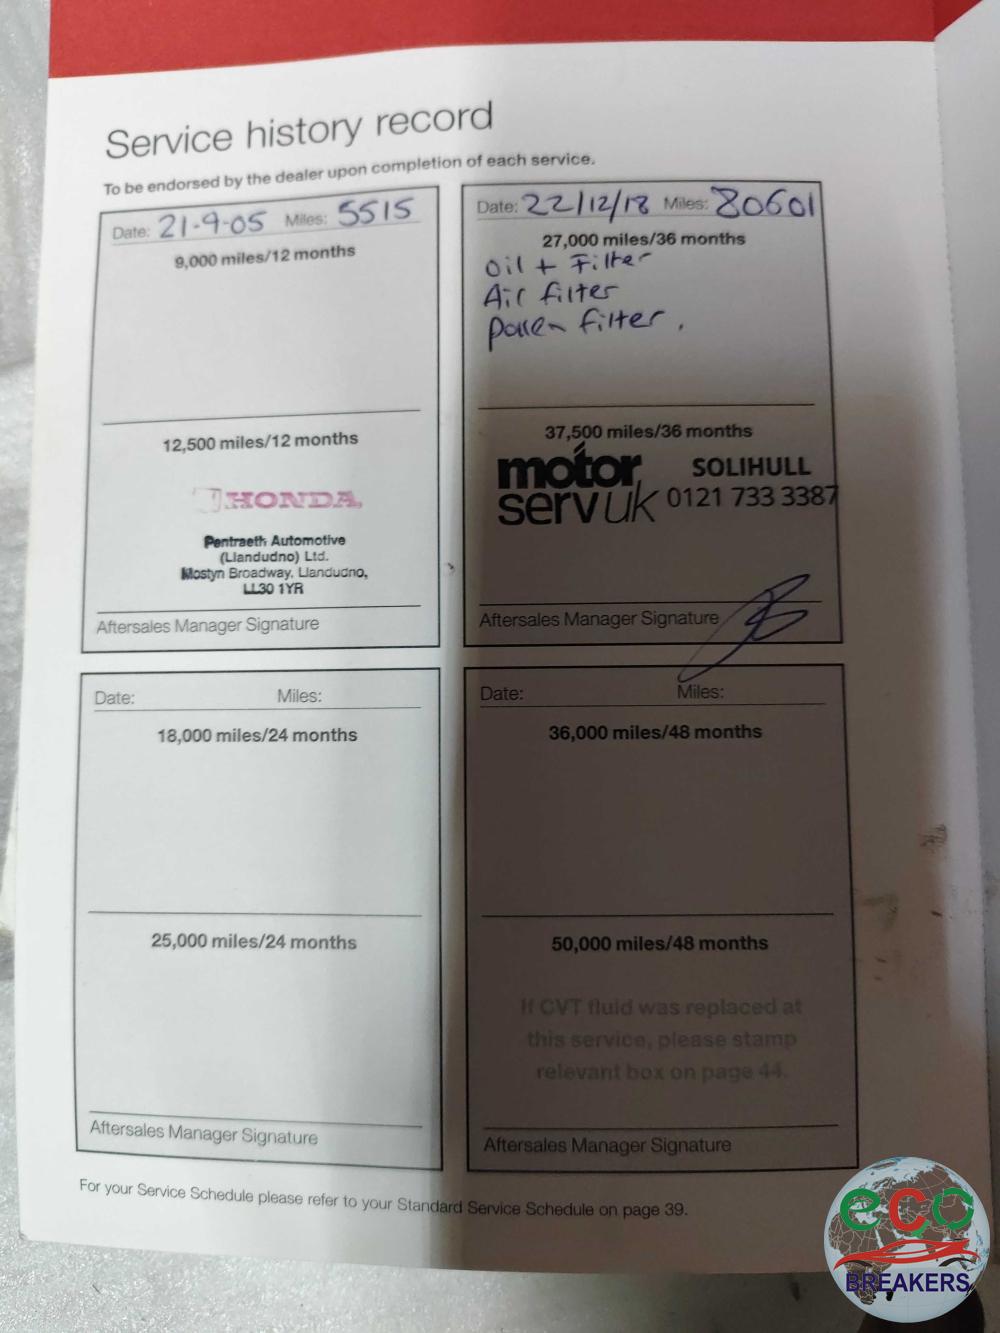 Service history record
To be endorsed by the dealer upon completion of each service.
Date: 21-9-05 Miles: 5515
9,000 miles/12 months
12,500 miles/12 months
HONDA
Pentraeth Automotive
(Llandudno) Ltd.
Mostyn Broadway, Llandudno,
LL30 1YR
Aftersales Manager Signature
Date: 22/12/18 Miles: 80601
27,000 miles/36 months
Oil + Filter
Air filter
Pollen filter.
37,500 miles/36 months
motor
servuk
SOLIHULL
0121 733 3387
Aftersales Manager Signature
Date: Miles:
18,000 miles/24 months
25,000 miles/24 months
Aftersales Manager Signature
Date: Miles:
36,000 miles/48 months
50,000 miles/48 months
If CVT fluid was replaced at
this service, please stamp
relevant box on page 44.
Aftersales Manager Signature
For your Service Schedule please refer to your Standard Service Schedule on page 39.
eco
BREAKERS